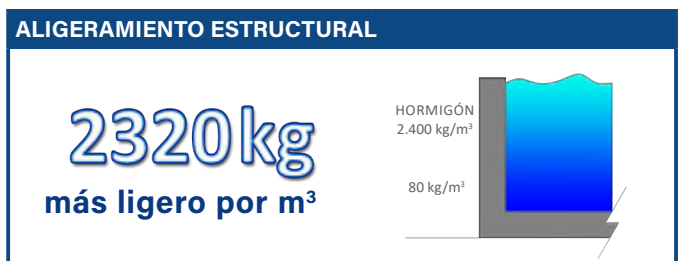 ALIGERAMIENTO ESTRUCTURAL
2320kg
más ligero por m³
HORMIGÓN
2.400 kg/m³
80 kg/m³